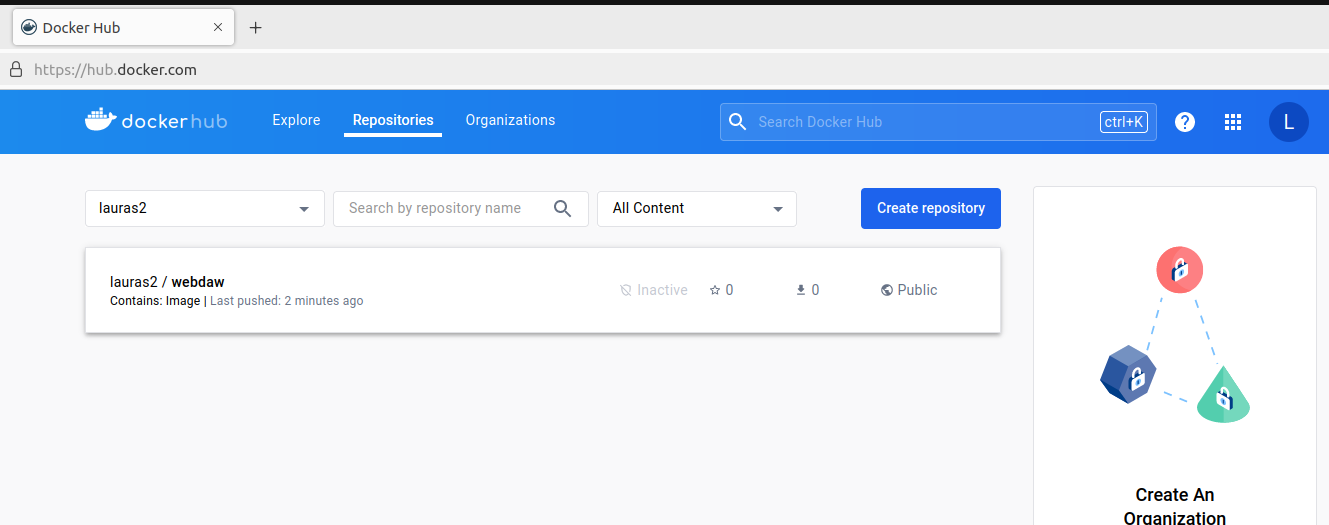 Docker Hub
https://hub.docker.com
dockerhub Explore Repositories Organizations Search Docker Hub ctrl+K ? L
lauras2 Search by repository name All Content Create repository
lauras2 / webdaw
Contains: Image | Last pushed: 2 minutes ago
Inactive 0 0 Public
Create An
Organization